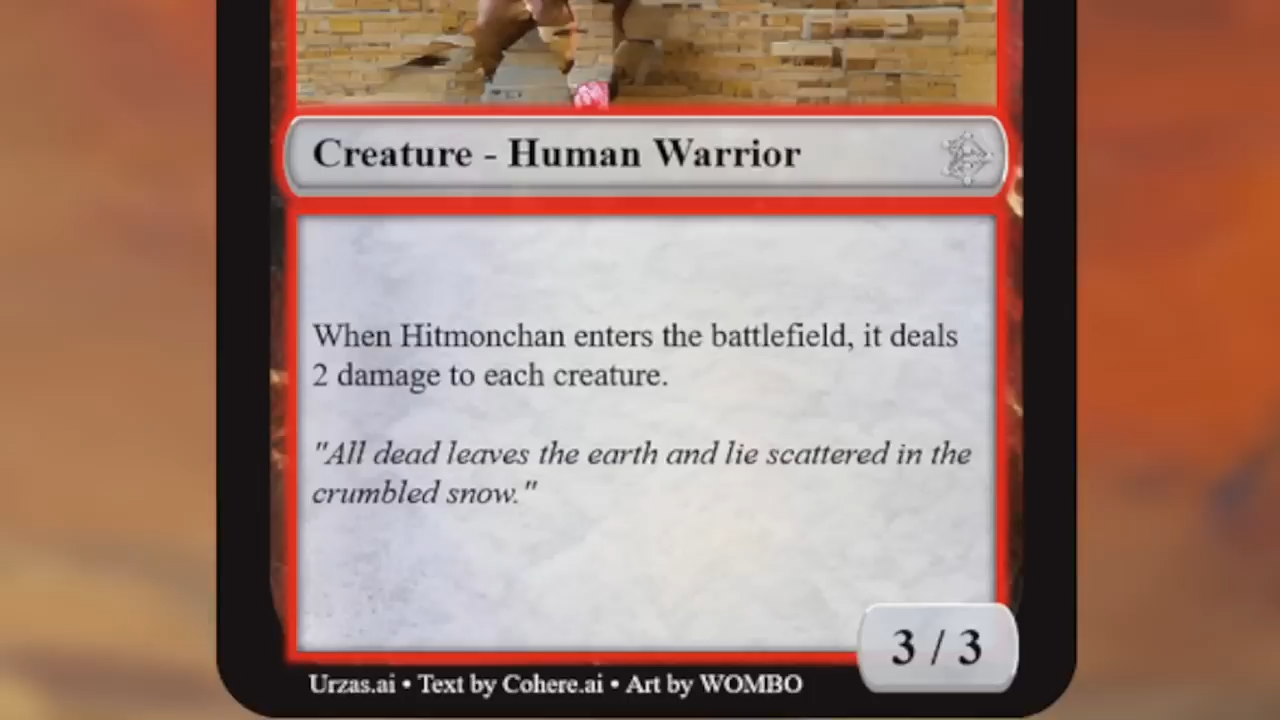 Creature - Human Warrior
When Hitmonchan enters the battlefield, it deals
2 damage to each creature.
"All dead leaves the earth and lie scattered in the
crumbled snow."
3 / 3
Urzas.ai • Text by Cohere.ai • Art by WOMBO